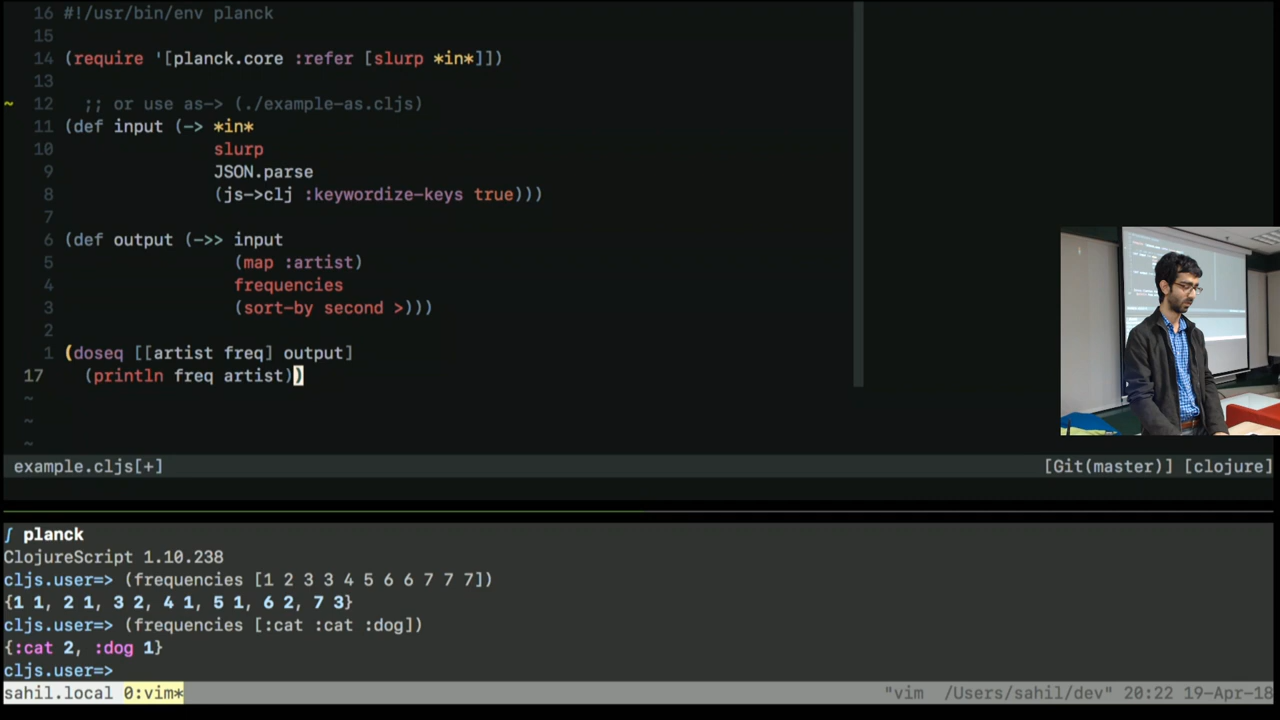 16 #!/usr/bin/env planck
15
14 (require '[planck.core :refer [slurp *in*]])
13
~ 12 ;; or use as-> (./example-as.cljs)
11 (def input (-> *in*
10 slurp
9 JSON.parse
8 (js->clj :keywordize-keys true)))
7
6 (def output (->> input
5 (map :artist)
4 frequencies
3 (sort-by second >)))
2
1 (doseq [[artist freq] output]
17 (println freq artist))
~
~
~
example.cljs[+] [Git(master)] [clojure]
∫ planck
ClojureScript 1.10.238
cljs.user=> (frequencies [1 2 3 3 4 5 6 6 7 7 7])
{1 1, 2 1, 3 2, 4 1, 5 1, 6 2, 7 3}
cljs.user=> (frequencies [:cat :cat :dog])
{:cat 2, :dog 1}
cljs.user=>
sahil.local 0:vim* "vim /Users/sahil/dev" 20:22 19-Apr-18